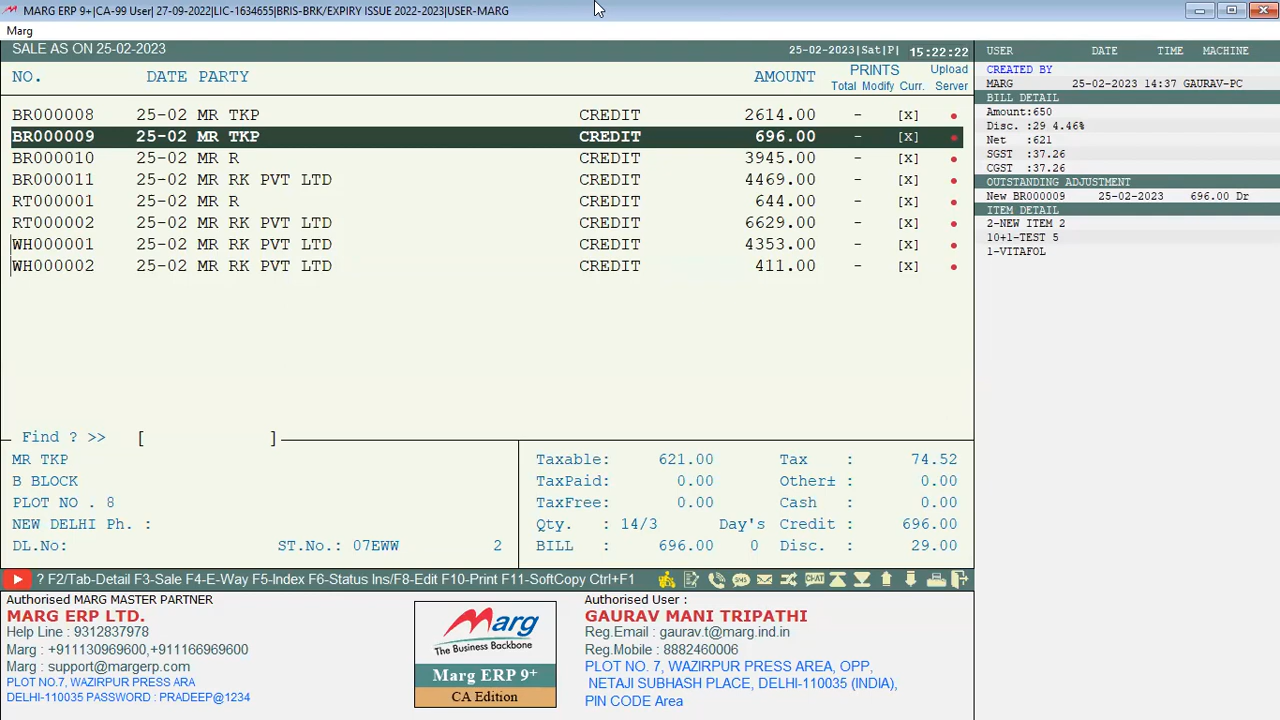 MARG ERP 9+|CA-99 User| 27-09-2022|LIC-1634655|BRIS-BRK/EXPIRY ISSUE 2022-2023|USER-MARG
Marg
SALE AS ON 25-02-2023 25-02-2023|Sat|P| 15:22:22
NO. DATE PARTY AMOUNT PRINTS Total Modify Curr. Upload Server
BR000008 25-02 MR TKP CREDIT 2614.00 - [X]
BR000009 25-02 MR TKP CREDIT 696.00 - [X]
BR000010 25-02 MR R CREDIT 3945.00 - [X]
BR000011 25-02 MR RK PVT LTD CREDIT 4469.00 - [X]
RT000001 25-02 MR R CREDIT 644.00 - [X]
RT000002 25-02 MR RK PVT LTD CREDIT 6629.00 - [X]
WH000001 25-02 MR RK PVT LTD CREDIT 4353.00 - [X]
WH000002 25-02 MR RK PVT LTD CREDIT 411.00 - [X]
Find ? >> [ ]
MR TKP
B BLOCK
PLOT NO . 8
NEW DELHI Ph. :
DL.No: ST.No.: 07EWW 2
Taxable: 621.00 Tax : 74.52
TaxPaid: 0.00 Other± : 0.00
TaxFree: 0.00 Cash : 0.00
Qty. : 14/3 Day's Credit : 696.00
BILL : 696.00 0 Disc. : 29.00
? F2/Tab-Detail F3-Sale F4-E-Way F5-Index F6-Status Ins/F8-Edit F10-Print F11-SoftCopy Ctrl+F1
SMS CHAT
Authorised MARG MASTER PARTNER
MARG ERP LTD.
Help Line : 9312837978
Marg : +911130969600,+911166969600
Marg : support@margerp.com
PLOT NO.7, WAZIRPUR PRESS ARA
DELHI-110035 PASSWORD : PRADEEP@1234
Marg
The Business Backbone
Marg ERP 9+
CA Edition
Authorised User :
GAURAV MANI TRIPATHI
Reg.Email : gaurav.t@marg.ind.in
Reg.Mobile : 8882460006
PLOT NO. 7, WAZIRPUR PRESS AREA, OPP,
NETAJI SUBHASH PLACE, DELHI-110035 (INDIA),
PIN CODE Area
USER DATE TIME MACHINE
CREATED BY
MARG 25-02-2023 14:37 GAURAV-PC
BILL DETAIL
Amount:650
Disc. :29 4.46%
Net :621
SGST :37.26
CGST :37.26
OUTSTANDING ADJUSTMENT
New BR000009 25-02-2023 696.00 Dr
ITEM DETAIL
2-NEW ITEM 2
10+1-TEST 5
1-VITAFOL